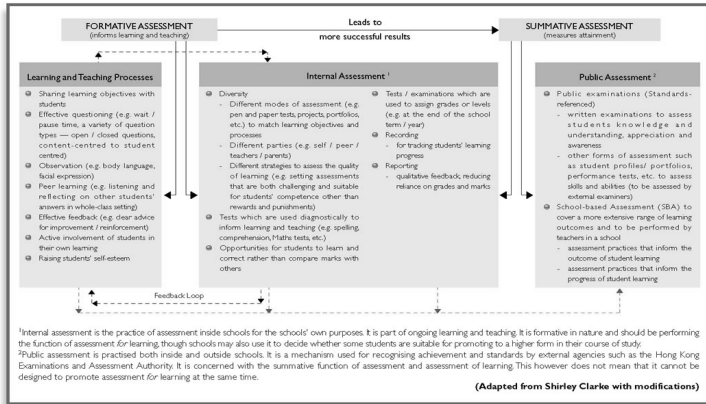 FORMATIVE ASSESSMENT
(informs learning and teaching)
Leads to
more successful results
SUMMATIVE ASSESSMENT
(measures attainment)
Learning and Teaching Processes
Sharing learning objectives with
students
Effective questioning (e.g. wait /
pause time, a variety of question
types — open / closed questions,
content-centred to student
centred)
Observation (e.g. body language,
facial expression)
Peer learning (e.g. listening and
reflecting on other students'
answers in whole-class setting)
Effective feedback (e.g. clear advice
for improvement / reinforcement)
Active involvement of students in
their own learning
Raising students' self-esteem
Internal Assessment 1
Diversity
- Different modes of assessment (e.g.
pen and paper tests, projects, portfolios,
etc.) to match learning objectives and
processes
- Different parties (e.g. self / peer /
teachers / parents)
- Different strategies to assess the quality
of learning (e.g. setting assessments
that are both challenging and suitable
for students' competence other than
rewards and punishments)
Tests which are used diagnostically to
inform learning and teaching (e.g. spelling,
comprehension, Maths tests, etc.)
Opportunities for students to learn and
correct rather than compare marks with
others
Tests / examinations which are
used to assign grades or levels
(e.g. at the end of the school
term / year)
Recording
- for tracking students' learning
progress
Reporting
- qualitative feedback; reducing
reliance on grades and marks
Public Assessment 2
Public examinations (Standards-
referenced)
- written examinations to assess
students knowledge and
understanding, appreciation and
awareness
- other forms of assessment such
as student profiles/ portfolios,
performance tests, etc. to assess
skills and abilities (to be assessed by
external examiners)
School-based Assessment (SBA) to
cover a more extensive range of
learning outcomes and to be performed by
teachers in a school
- assessment practices that inform the
outcome of student learning
- assessment practices that inform the
progress of student learning
Feedback Loop
1Internal assessment is the practice of assessment inside schools for the schools' own purposes. It is part of ongoing learning and teaching. It is formative in nature and should be performing
the function of assessment for learning, though schools may also use it to decide whether some students are suitable for promoting to a higher form in their course of study.
2Public assessment is practised both inside and outside schools. It is a mechanism used for recognising achievement and standards by external agencies such as the Hong Kong
Examinations and Assessment Authority. It is concerned with the summative function of assessment and assessment of learning. This however does not mean that it cannot be
designed to promote assessment for learning at the same time.
(Adapted from Shirley Clarke with modifications)